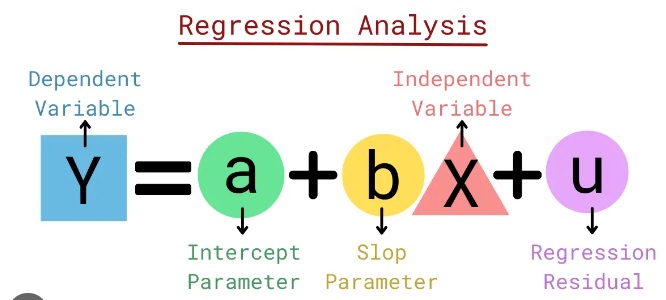 Regression Analysis
Dependent
Variable
Independent
Variable
Y = a + b X + u
Intercept
Parameter
Slop
Parameter
Regression
Residual